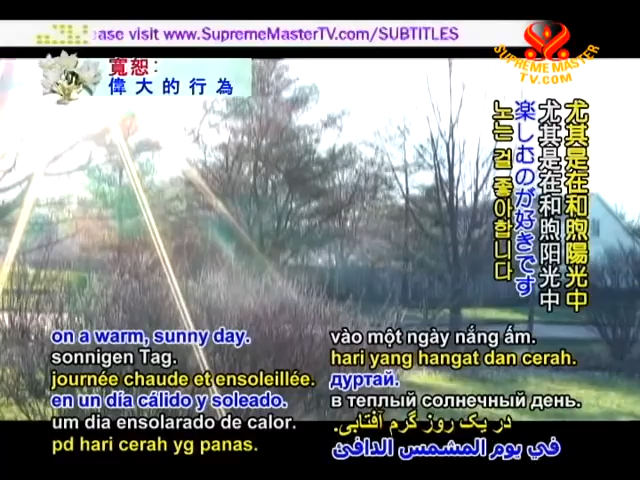 ease visit www.SupremeMasterTV.com/SUBTITLES
SUPREME MASTER
TV.COM
寬恕：
偉大的行為
尤其是在和煦陽光中
尤其是在和煦阳光中
楽しむのが好きです
노는 걸 좋아합니다
on a warm, sunny day.
sonnigen Tag.
journée chaude et ensoleillée.
en un día cálido y soleado.
um dia ensolarado de calor.
pd hari cerah yg panas.
vào một ngày nắng ấm.
hari yang hangat dan cerah.
дуртай.
в теплый солнечный день.
در یک روز گرم آفتابی.
في يوم المشمس الدافئ